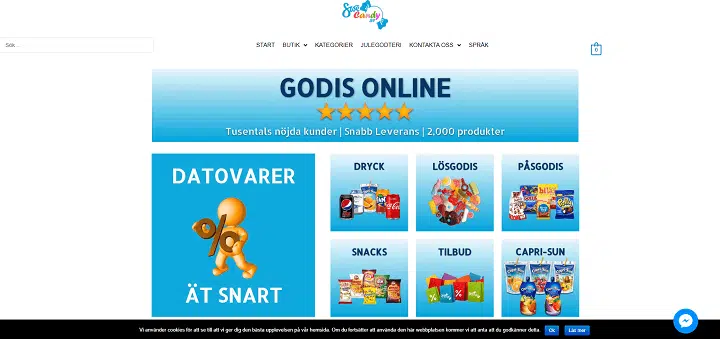 Candy
Sök ...
START BUTIK KATEGORIER JULEGODTERI KONTAKTA OSS SPRÅK
0
GODIS ONLINE
Tusentals nöjda kunder | Snabb Leverans | 2,000 produkter
DATOVARER
%
ÄT SNART
DRYCK LÖSGODIS PÅSGODIS
SNACKS TILBUD CAPRI-SUN
Vi använder cookies för att se till att vi ger dig den bästa upplevelsen på vår hemsida. Om du fortsätter att använda den här webbplatsen kommer vi att anta att du godkänner detta. Ok Läs mer